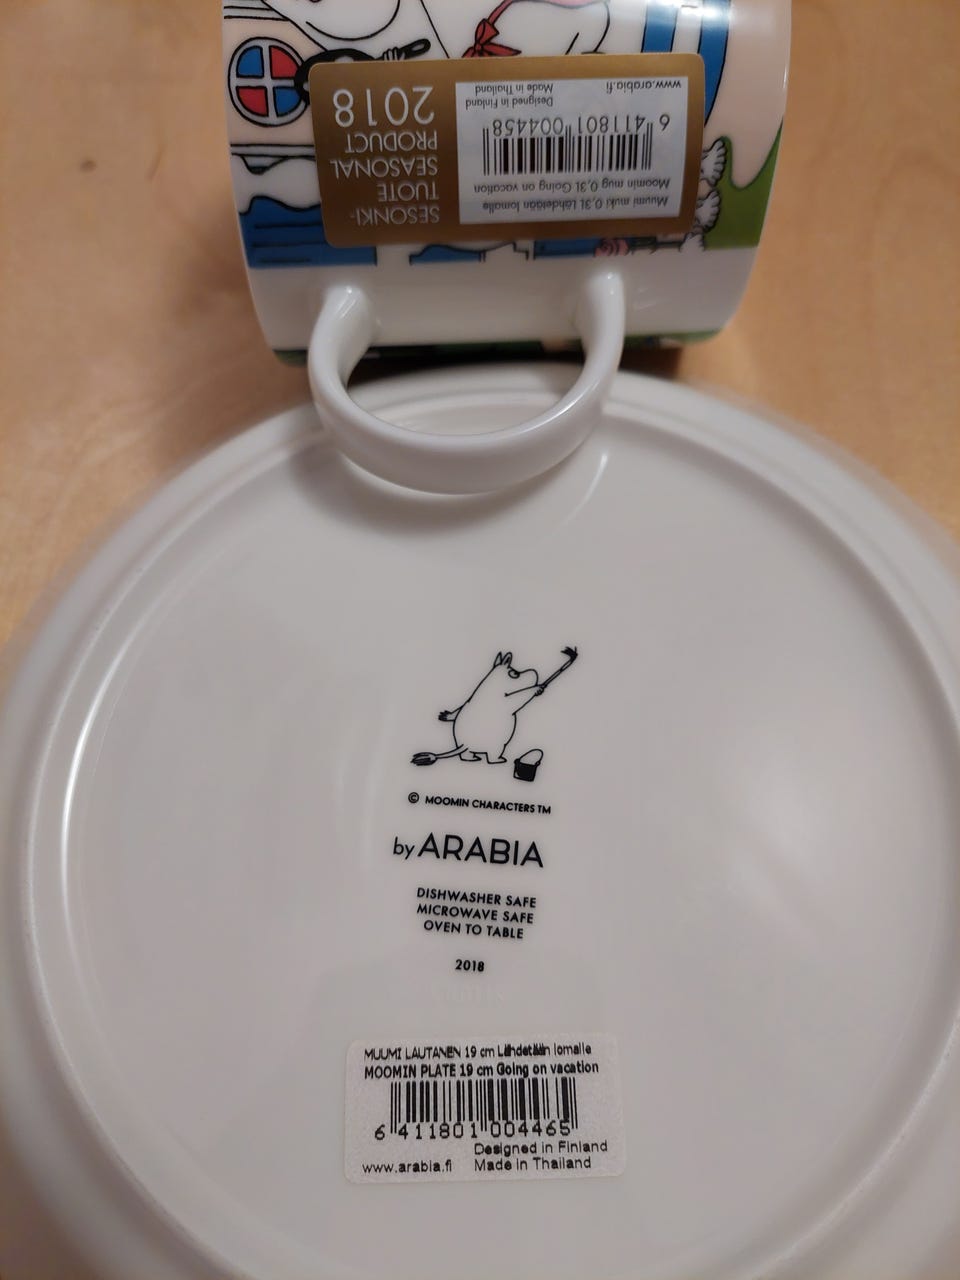 SESONKI-
TUOTE
SEASONAL
PRODUCT
2018
Muumi muki 0,3L Lähdetään lomalle
Moomin mug 0,3L Going on vacation
6 411801 004458
Designed in Finland
Made in Thailand
www.arabia.fi
© MOOMIN CHARACTERS TM
by ARABIA
DISHWASHER SAFE
MICROWAVE SAFE
OVEN TO TABLE
2018
MUUMI LAUTANEN 19 cm Lähdetään lomalle
MOOMIN PLATE 19 cm Going on vacation
6 411801 004465
Designed in Finland
www.arabia.fi Made in Thailand